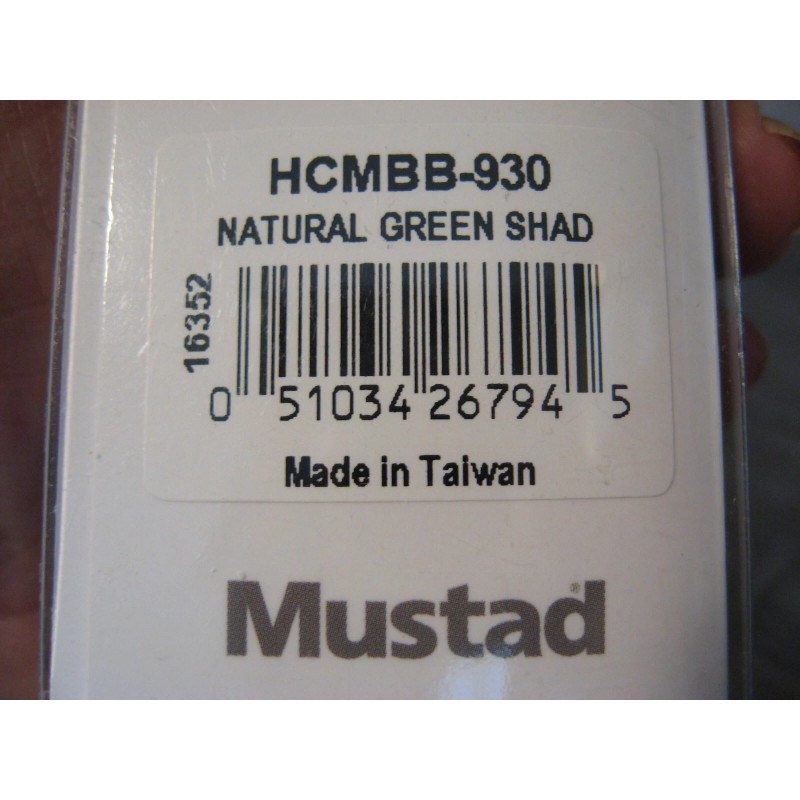 HCMBB-930
NATURAL GREEN SHAD
16352
0 51034 26794 5
Made in Taiwan
Mustad®